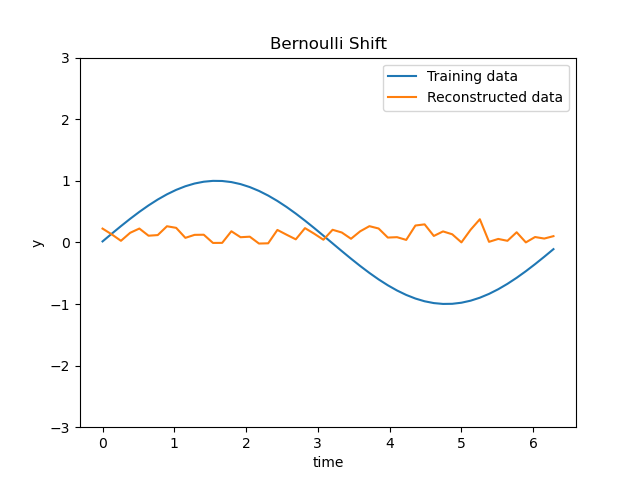 Bernoulli Shift
Training data
Reconstructed data
y
3
2
1
0
−1
−2
−3
0 1 2 3 4 5 6
time